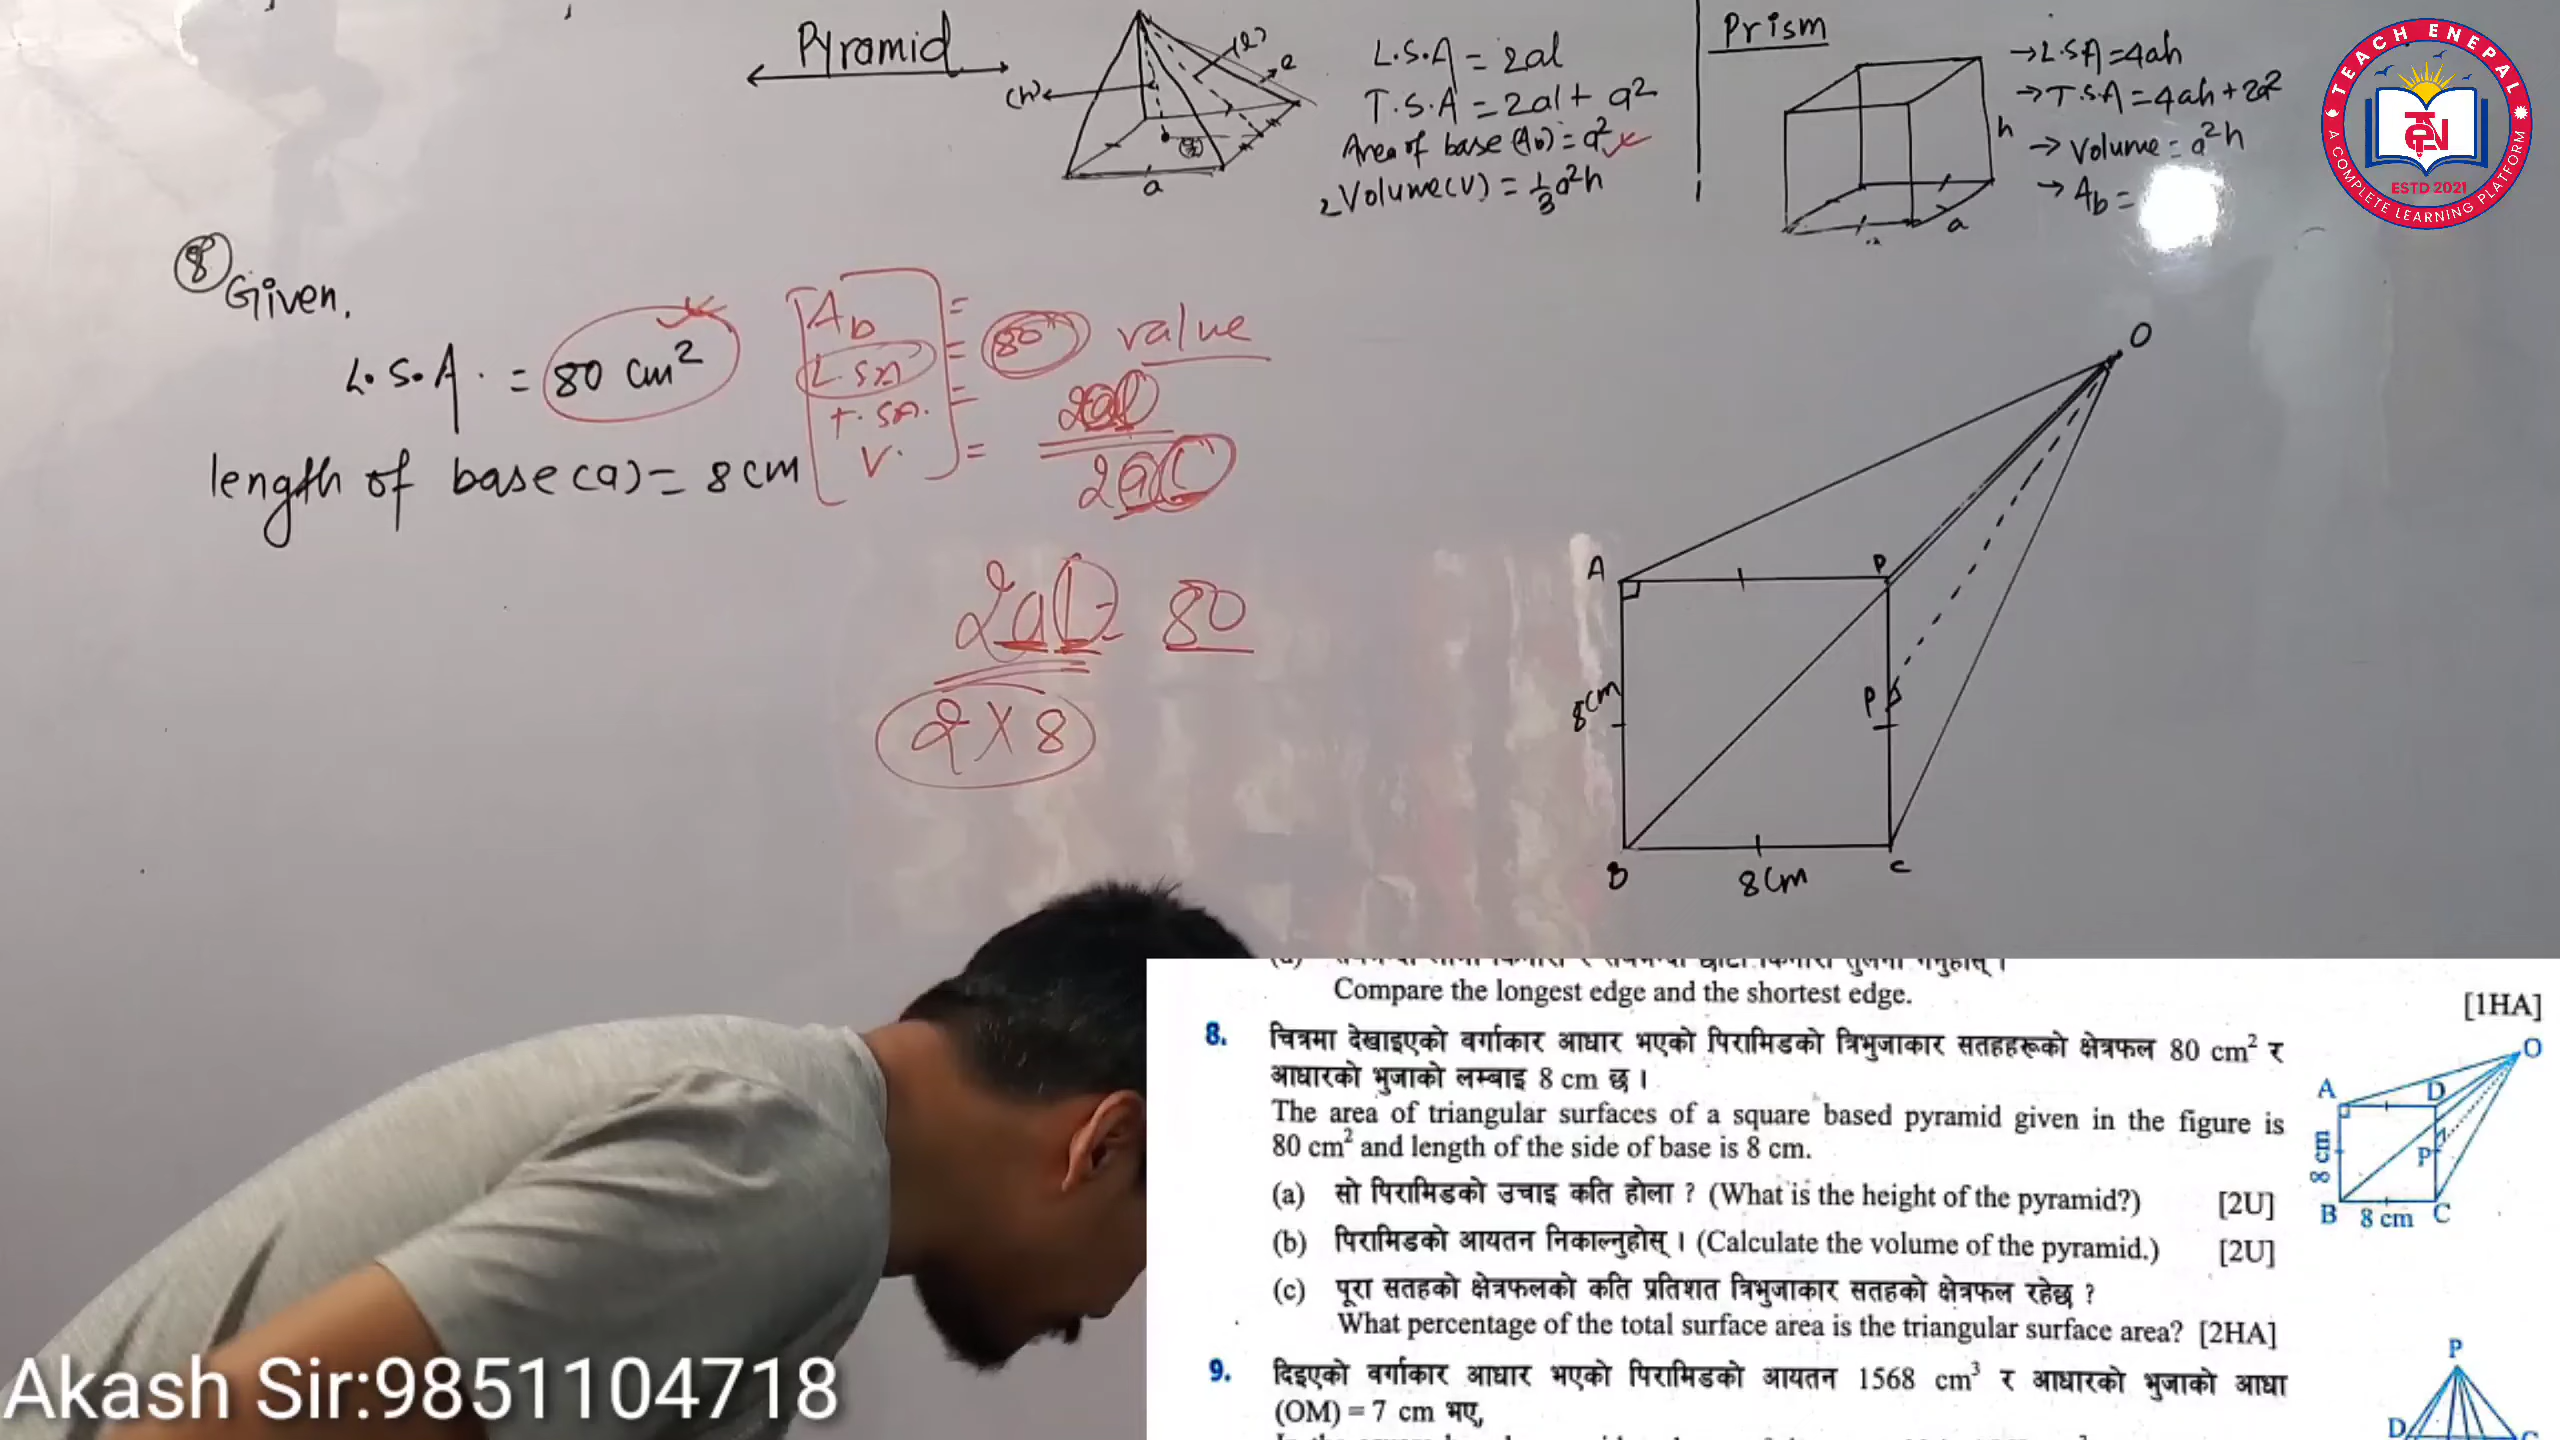 Pyramid
(h)
(l)
e
a
L.S.A = 2al
T.S.A = 2al + a²
Area of base (Ab) = a²
Volume(V) = 1/3 a²h
Prism
h
a
→ L.S.A = 4ah
→ T.S.A = 4ah + 2a²
→ Volume = a²h
→ Ab =
TEACH ENEPAL
TEN
ESTD 2021
A COMPLETE LEARNING PLATFORM
8 Given,
L.S.A. = 80 cm²
length of base (a) = 8 cm
Ab =
L.SA = 80 value
T.SA. = 2al
V. = 2al
2al = 80
2 X 8
O
A
D
8cm
P
B
8cm
C
Compare the longest edge and the shortest edge. [1HA]
8. चित्रमा देखाइएको वर्गाकार आधार भएको पिरामिडको त्रिभुजाकार सतहहरूको क्षेत्रफल 80 cm² र
आधारको भुजाको लम्बाइ 8 cm छ ।
The area of triangular surfaces of a square based pyramid given in the figure is
80 cm² and length of the side of base is 8 cm.
(a) सो पिरामिडको उचाइ कति होला ? (What is the height of the pyramid?) [2U]
(b) पिरामिडको आयतन निकाल्नुहोस् । (Calculate the volume of the pyramid.) [2U]
(c) पूरा सतहको क्षेत्रफलको कति प्रतिशत त्रिभुजाकार सतहको क्षेत्रफल रहेछ ?
What percentage of the total surface area is the triangular surface area? [2HA]
O
A
D
8 cm
P
B
8 cm
C
9. दिइएको वर्गाकार आधार भएको पिरामिडको आयतन 1568 cm³ र आधारको भुजाको आधा
(OM) = 7 cm भए,
P
D
Akash Sir:9851104718